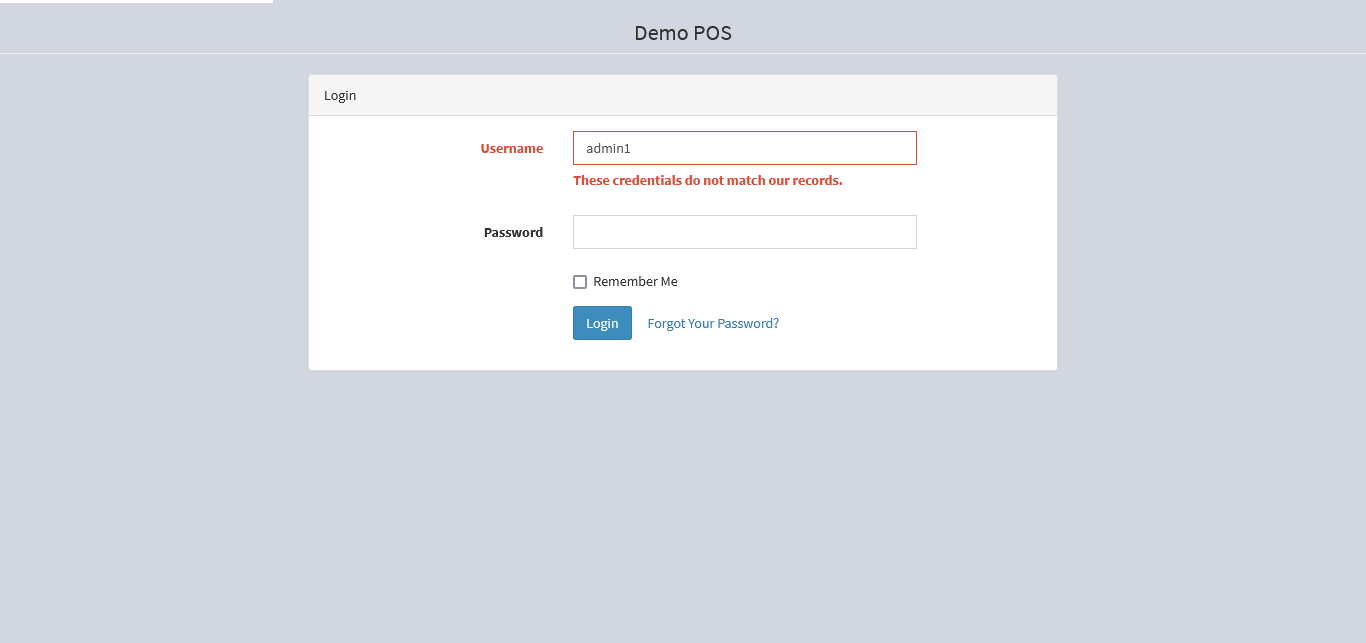 Demo POS
Login
Username
admin1
These credentials do not match our records.
Password
Remember Me
Login Forgot Your Password?